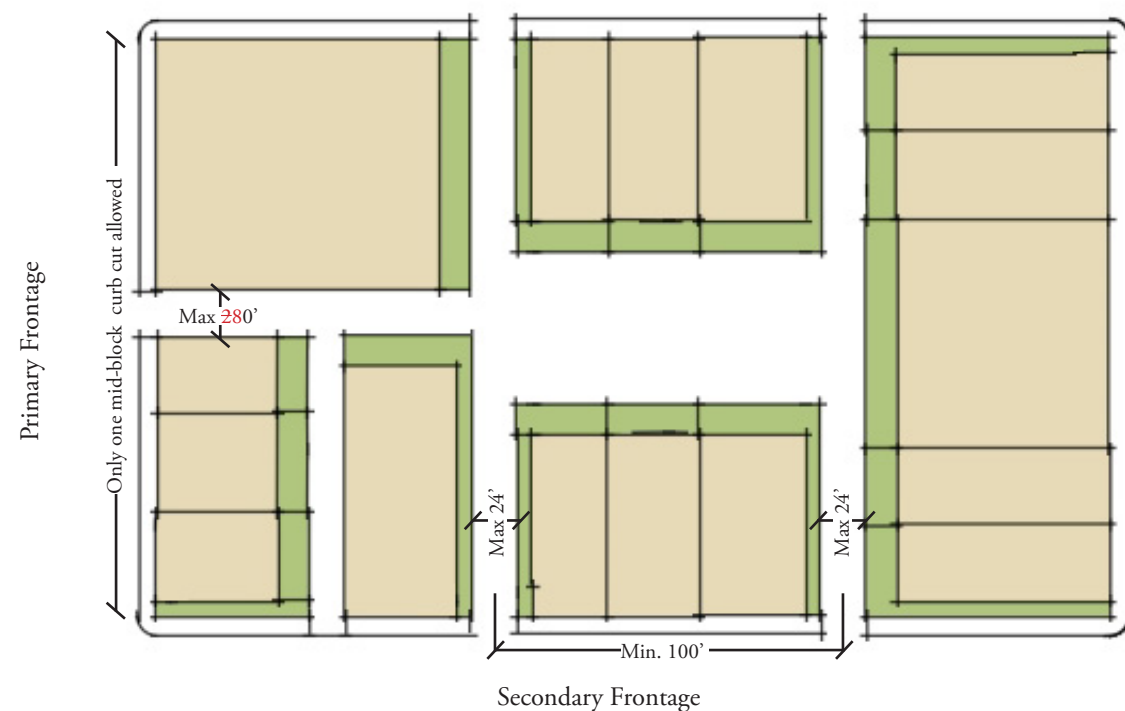 Primary Frontage
Only one mid-block curb cut allowed
Max 280’
Max 24’
Max 24’
Min. 100’
Secondary Frontage